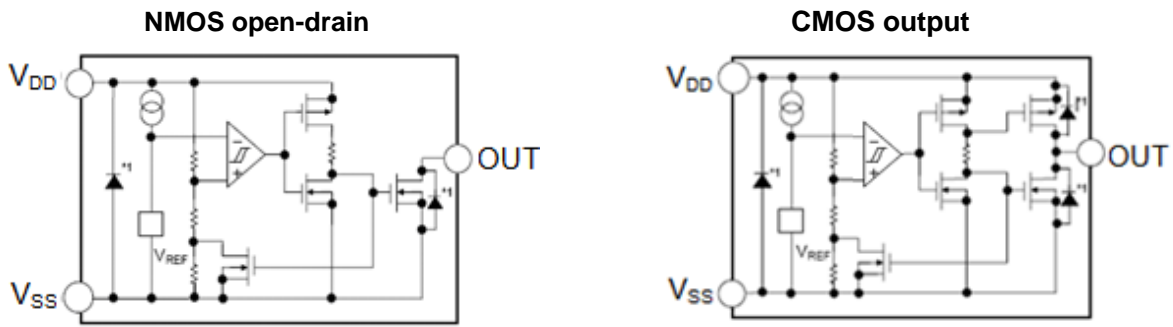 NMOS open-drain
CMOS output
VDD
*1
VREF
*1
OUT
VSS
VDD
*1
*1
VREF
*1
OUT
VSS